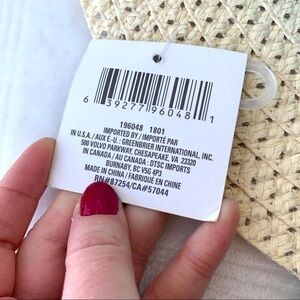 6 39277 96048 1
196048 1801
IMPORTED BY / IMPORTÉ PAR
IN U.S.A./ AUX É.-U. : GREENBRIER INTERNATIONAL, INC.
500 VOLVO PARKWAY, CHESAPEAKE, VA 23320
IN CANADA / AU CANADA : DTSC IMPORTS
BURNABY, BC V5G 4P3
MADE IN CHINA / FABRIQUÉ EN CHINE
RN#87254/CA#57044